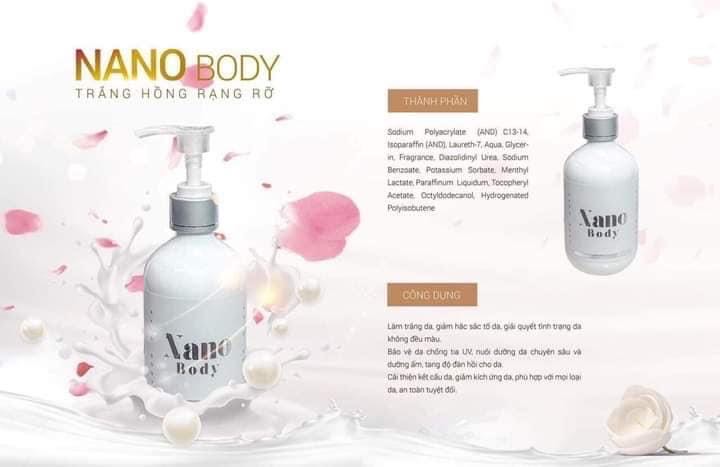 NANO BODY
TRẮNG HỒNG RẠNG RỠ
Nano
Body
THÀNH PHẦN
Sodium Polyacrylate (AND) C13-14,
Isoparaffin (AND), Laureth-7, Aqua, Glycer-
in, Fragrance, Diazolidinyl Urea, Sodium
Benzoate, Potassium Sorbate, Menthyl
Lactate, Paraffinum Liquidum, Tocopheryl
Acetate, Octyldodecanol, Hydrogenated
Polyisobutene
Nano
Body
CÔNG DỤNG
Làm trắng da, giảm hắc sắc tố da, giải quyết tình trạng da
không đều màu.
Bảo vệ da chống tia UV, nuôi dưỡng da chuyên sâu và
dưỡng ẩm, tang độ đàn hồi cho da.
Cải thiện kết cấu da, giảm kích ứng da, phù hợp với mọi loại
da, an toàn tuyệt đối.